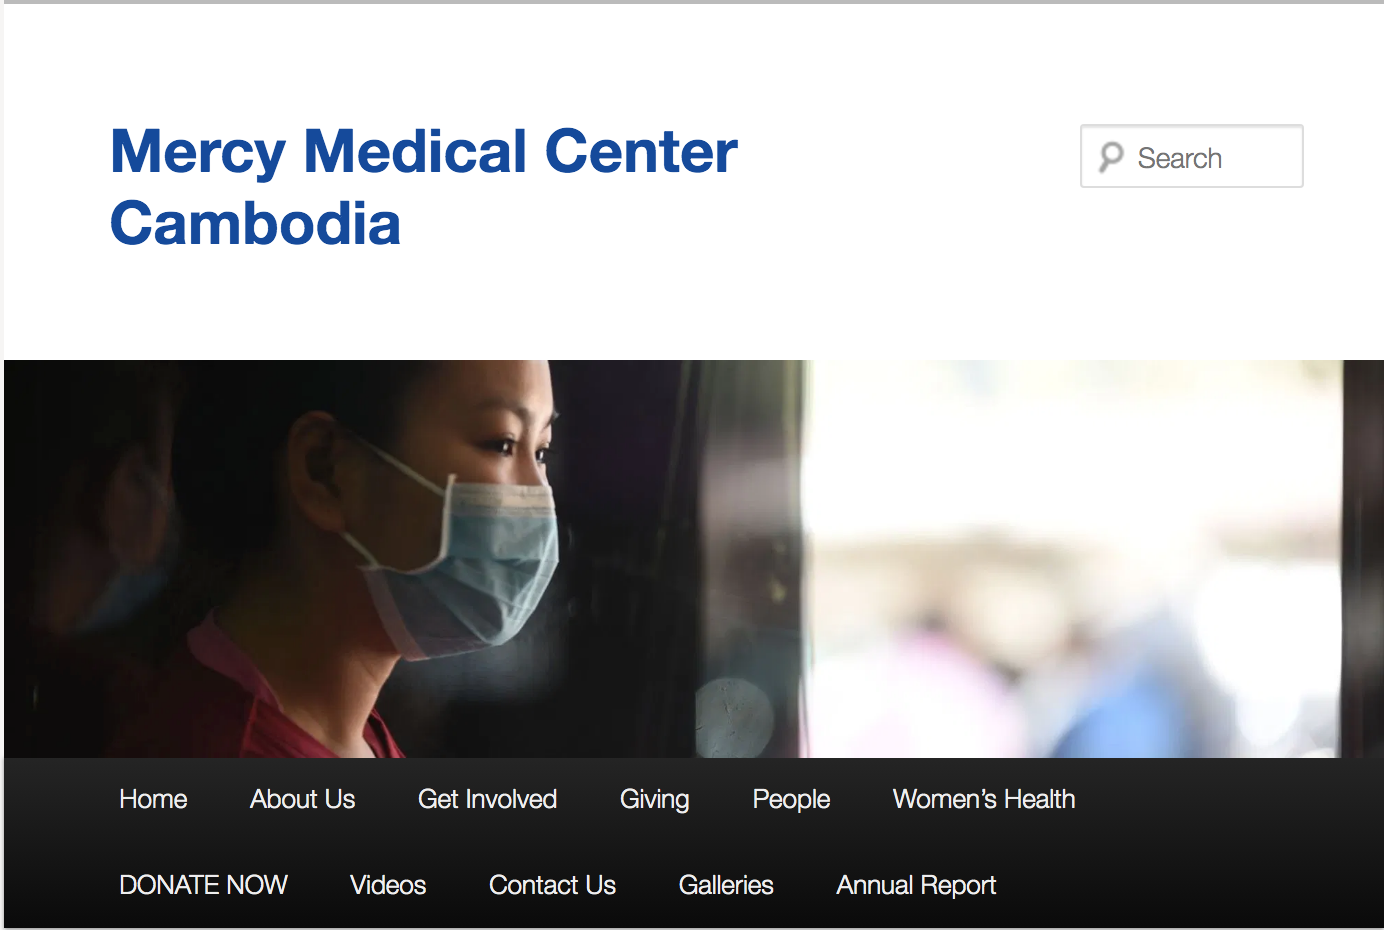 Mercy Medical Center
Cambodia
Search
Home About Us Get Involved Giving People Women’s Health
DONATE NOW Videos Contact Us Galleries Annual Report